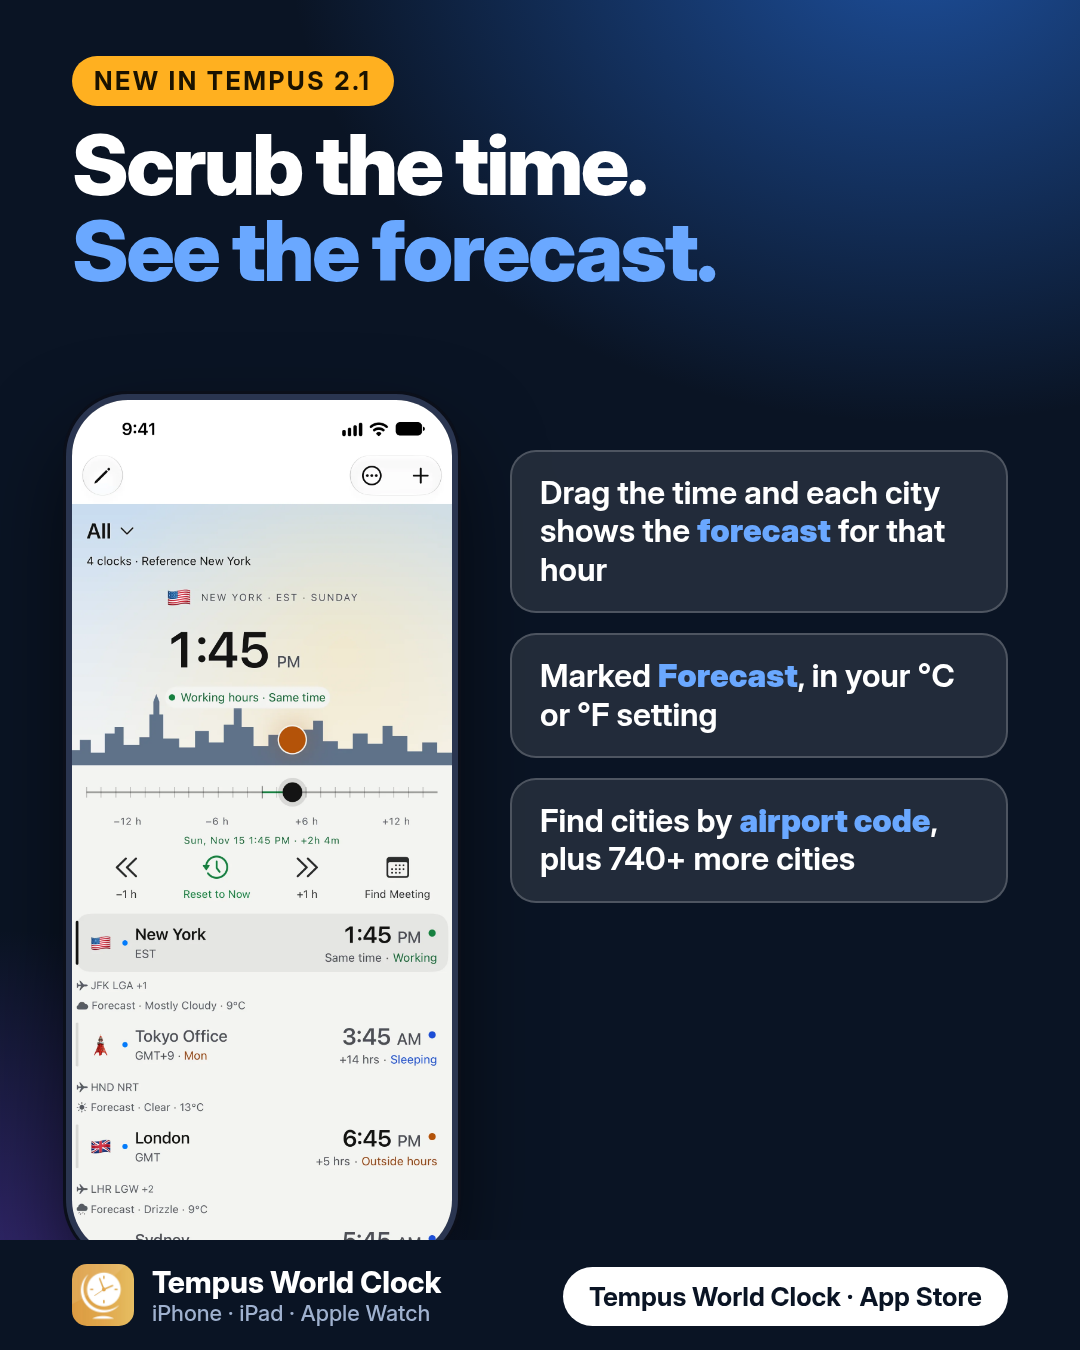 NEW IN TEMPUS 2.1
Scrub the time.
See the forecast.
9:41
All
4 clocks · Reference New York
NEW YORK · EST · SUNDAY
1:45 PM
Working hours · Same time
−12 h −6 h +6 h +12 h
Sun, Nov 15 1:45 PM · +2h 4m
−1 h Reset to Now +1 h Find Meeting
New York 1:45 PM
EST Same time · Working
JFK LGA +1
Forecast · Mostly Cloudy · 9°C
Tokyo Office 3:45 AM
GMT+9 · Mon +14 hrs · Sleeping
HND NRT
Forecast · Clear · 13°C
London 6:45 PM
GMT +5 hrs · Outside hours
LHR LGW +2
Forecast · Drizzle · 9°C
Sydney 5:45 AM
Drag the time and each city
shows the forecast for that
hour
Marked Forecast, in your °C
or °F setting
Find cities by airport code,
plus 740+ more cities
Tempus World Clock
iPhone · iPad · Apple Watch
Tempus World Clock · App Store